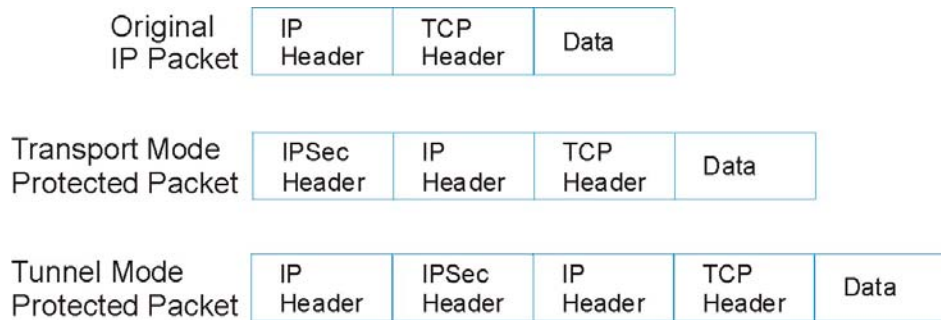 Original
IP Packet
IP
Header
TCP
Header
Data
Transport Mode
Protected Packet
IPSec
Header
IP
Header
TCP
Header
Data
Tunnel Mode
Protected Packet
IP
Header
IPSec
Header
IP
Header
TCP
Header
Data